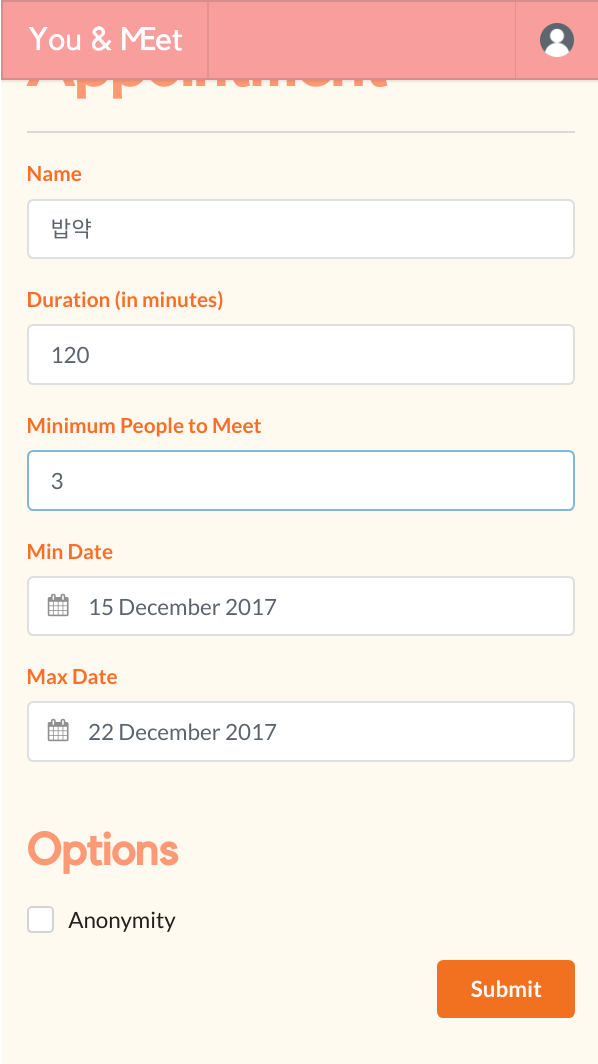 You & MEet
Appointment
Name
밥약
Duration (in minutes)
120
Minimum People to Meet
3
Min Date
15 December 2017
Max Date
22 December 2017
Options
Anonymity
Submit